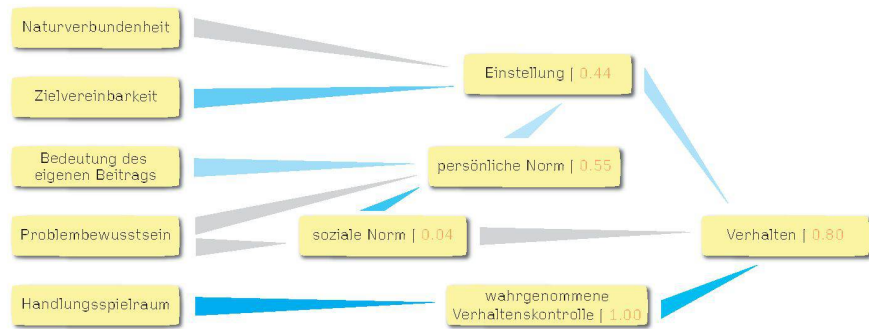 Naturverbundenheit
Einstellung | 0.44
Zielvereinbarkeit
Bedeutung des
eigenen Beitrags
persönliche Norm | 0.55
Problembewusstsein
soziale Norm | 0.04
Verhalten | 0.80
Handlungsspielraum
wahrgenommene
Verhaltenskontrolle | 1.00